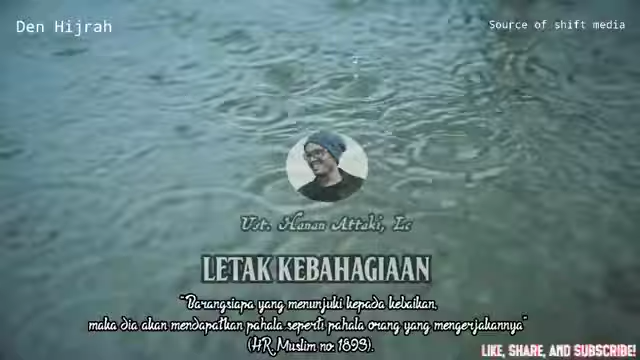 Den Hijrah
Source of shift media
Ust. Hanan Attaki, Lc
LETAK KEBAHAGIAAN
"Barangsiapa yang menunjuki kepada kebaikan,
maka dia akan mendapatkan pahala seperti pahala orang yang mengerjakannya"
(HR. Muslim no: 1893).
LIKE, SHARE, AND SUBSCRIBE!